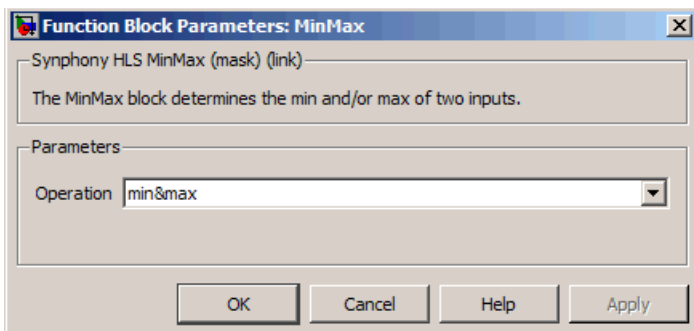 Function Block Parameters: MinMax
Synphony HLS MinMax (mask) (link)
The MinMax block determines the min and/or max of two inputs.
Parameters
Operation min&max
OK Cancel Help Apply